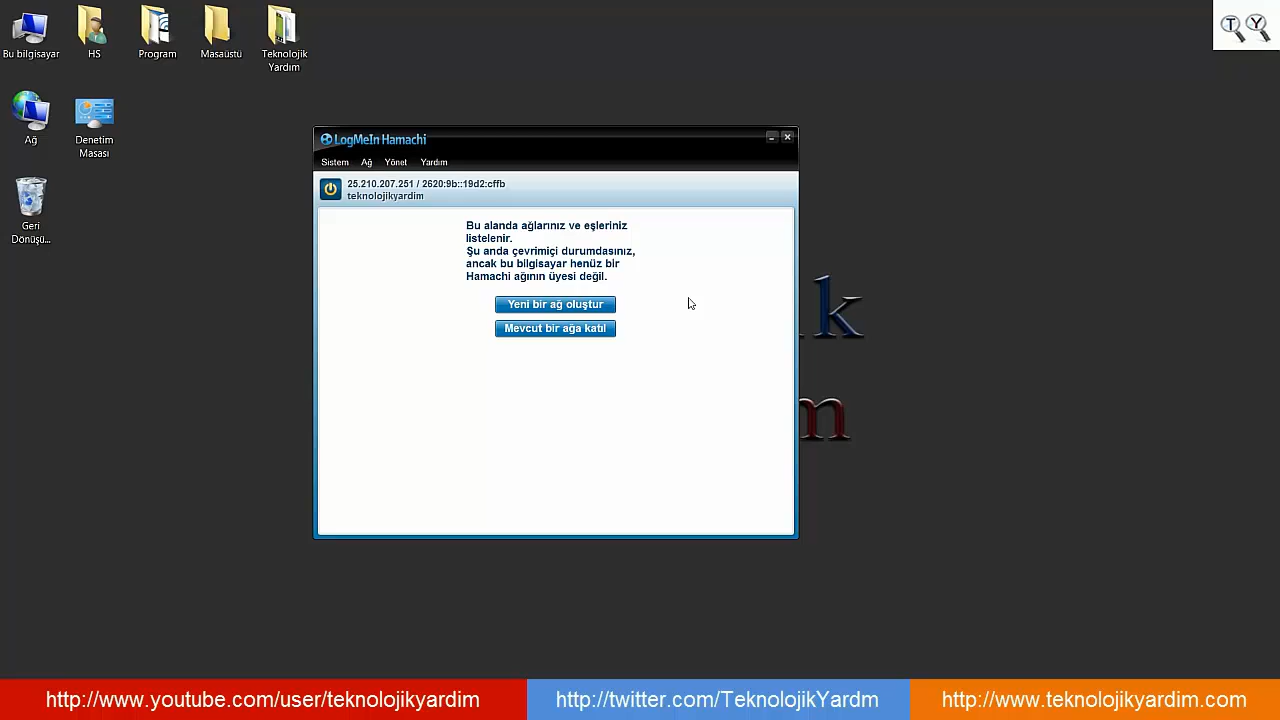 Bu bilgisayar
HS
Program
Masaüstü
Teknolojik
Yardım
T Y
Ağ
Denetim
Masası
Geri
Dönüşü...
LogMeIn Hamachi
Sistem Ağ Yönet Yardım
25.210.207.251 / 2620:9b::19d2:cffb
teknolojikyardim
Bu alanda ağlarınız ve eşleriniz
listelenir.
Şu anda çevrimiçi durumdasınız,
ancak bu bilgisayar henüz bir
Hamachi ağının üyesi değil.
Yeni bir ağ oluştur
Mevcut bir ağa katıl
k
m
http://www.youtube.com/user/teknolojikyardim
http://twitter.com/TeknolojikYardm
http://www.teknolojikyardim.com